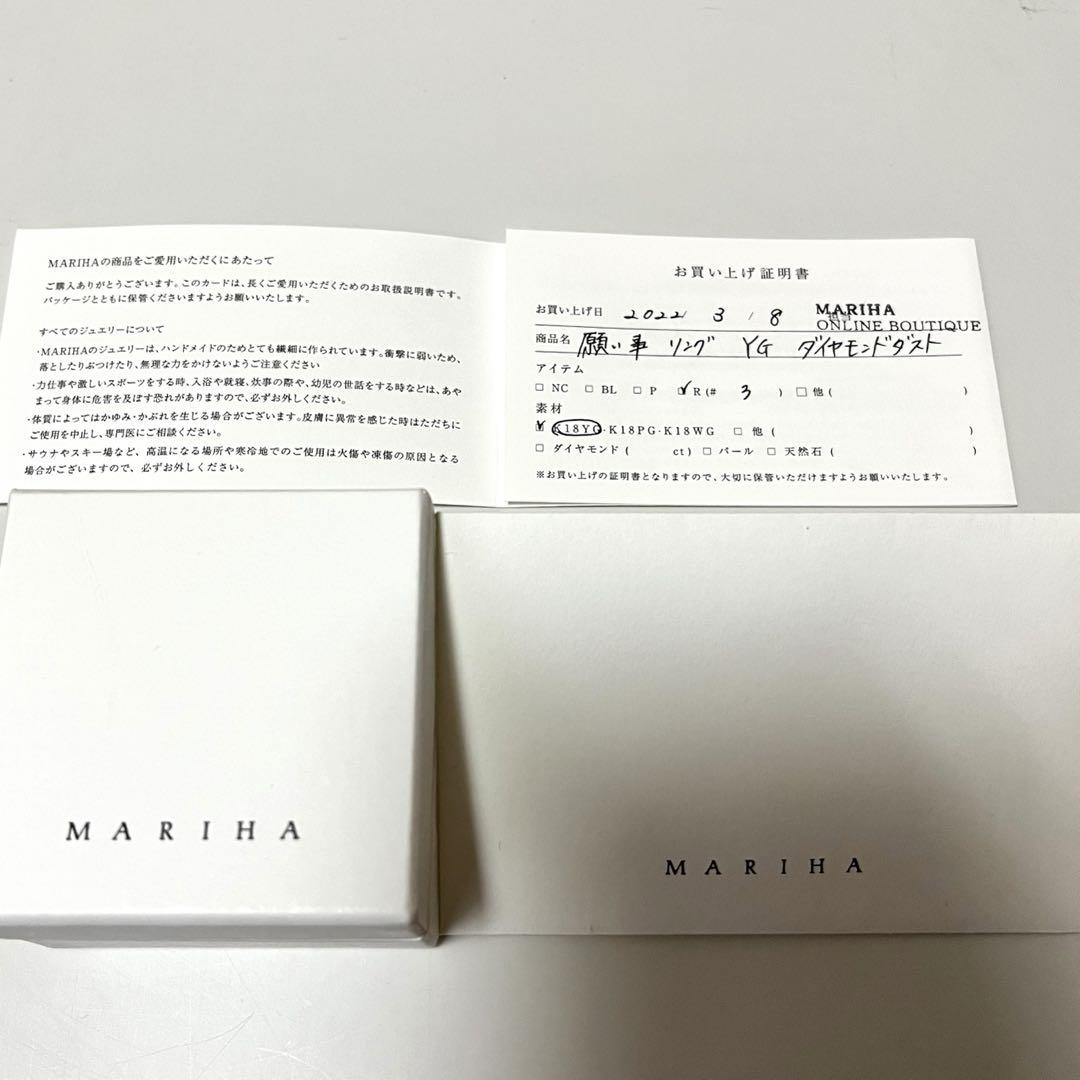 MARIHAの商品をご愛用いただくにあたって
ご購入ありがとうございます。このカードは、長くご愛用いただくためのお取扱説明書です。
パッケージとともに保管くださいますようお願いいたします。
すべてのジュエリーについて
・MARIHAのジュエリーは、ハンドメイドのためとても繊細に作られています。衝撃に弱いため、
落としたりぶつけたり、無理な力をかけないようご注意ください
・力仕事や激しいスポーツをする時、入浴や就寝、炊事の際や、幼児の世話をする時などは、あや
まって身体に危害を及ぼす恐れがありますので、必ずお外しください。
・体質によってはかゆみ・かぶれを生じる場合がございます。皮膚に異常を感じた時はただちに
ご使用を中止し、専門医にご相談ください。
・サウナやスキー場など、高温になる場所や寒冷地でのご使用は火傷や凍傷の原因となる
場合がございますので、必ずお外しください。
お買い上げ証明書
お買い上げ日 2022 3 / 8 担当 MARIHA
ONLINE BOUTIQUE
商品名 願い事 リング YG ダイヤモンドダスト
アイテム
□ NC □ BL □ P ☑ R (# 3 ) □ 他 ( )
素材
☑ K18YG・K18PG・K18WG □ 他 ( )
□ ダイヤモンド ( ct) □ パール □ 天然石 ( )
※お買い上げの証明書となりますので、大切に保管いただけますようお願いいたします。
MARIHA
MARIHA